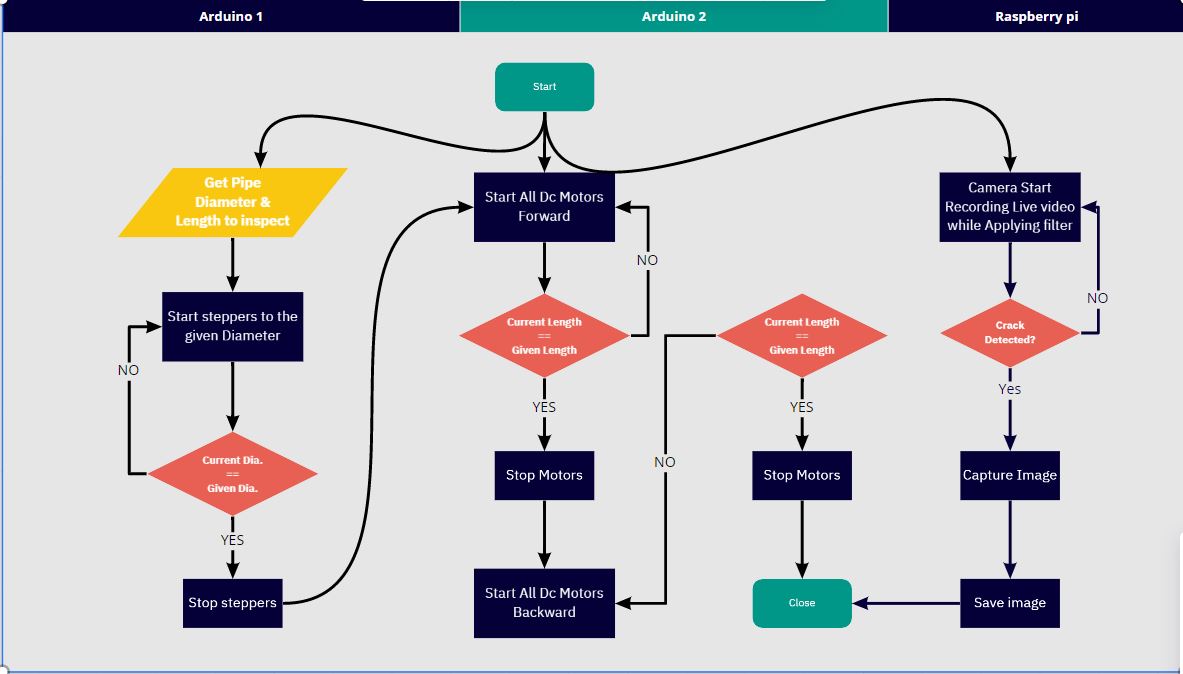 Arduino 1
Arduino 2
Raspberry pi
Start
Get Pipe
Diameter &
Length to inspect
Start steppers to the
given Diameter
NO
Current Dia.
==
Given Dia.
YES
Stop steppers
Start All Dc Motors
Forward
NO
Current Length
==
Given Length
YES
Stop Motors
Start All Dc Motors
Backward
NO
Current Length
==
Given Length
YES
Stop Motors
Close
Camera Start
Recording Live video
while Applying filter
NO
Crack
Detected?
Yes
Capture Image
Save image